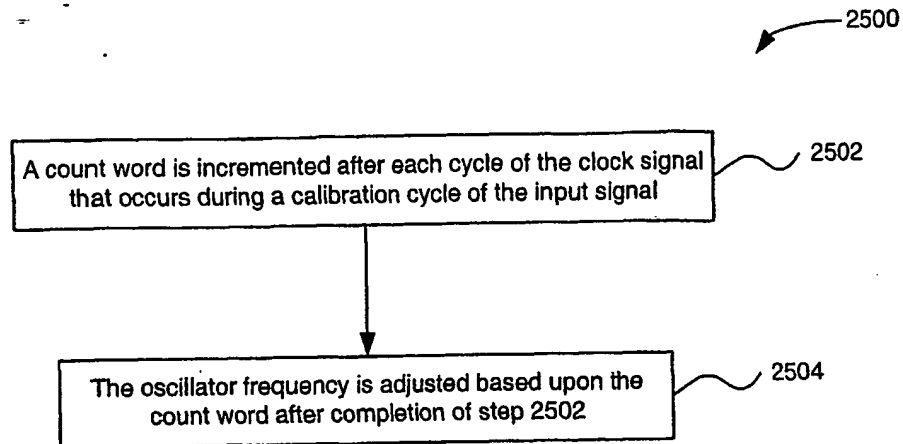 2500
A count word is incremented after each cycle of the clock signal
that occurs during a calibration cycle of the input signal
2502
The oscillator frequency is adjusted based upon the
count word after completion of step 2502
2504